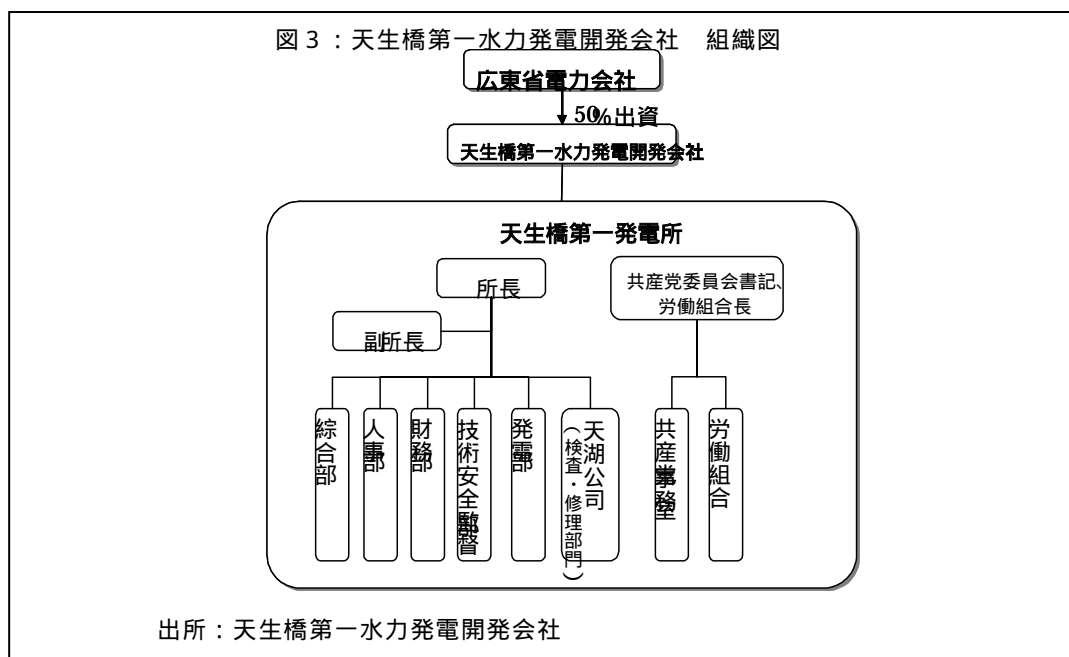 図３：天生橋第一水力発電開発会社　組織図
広東省電力会社
50%出資
天生橋第一水力発電開発会社
天生橋第一発電所
所長
共産党委員会書記、
労働組合長
副所長
綜合部
人事部
財務部
技術安全監督部
発電部
天湖公司
（検査・修理部門）
共産党事務室
労働組合
出所：天生橋第一水力発電開発会社